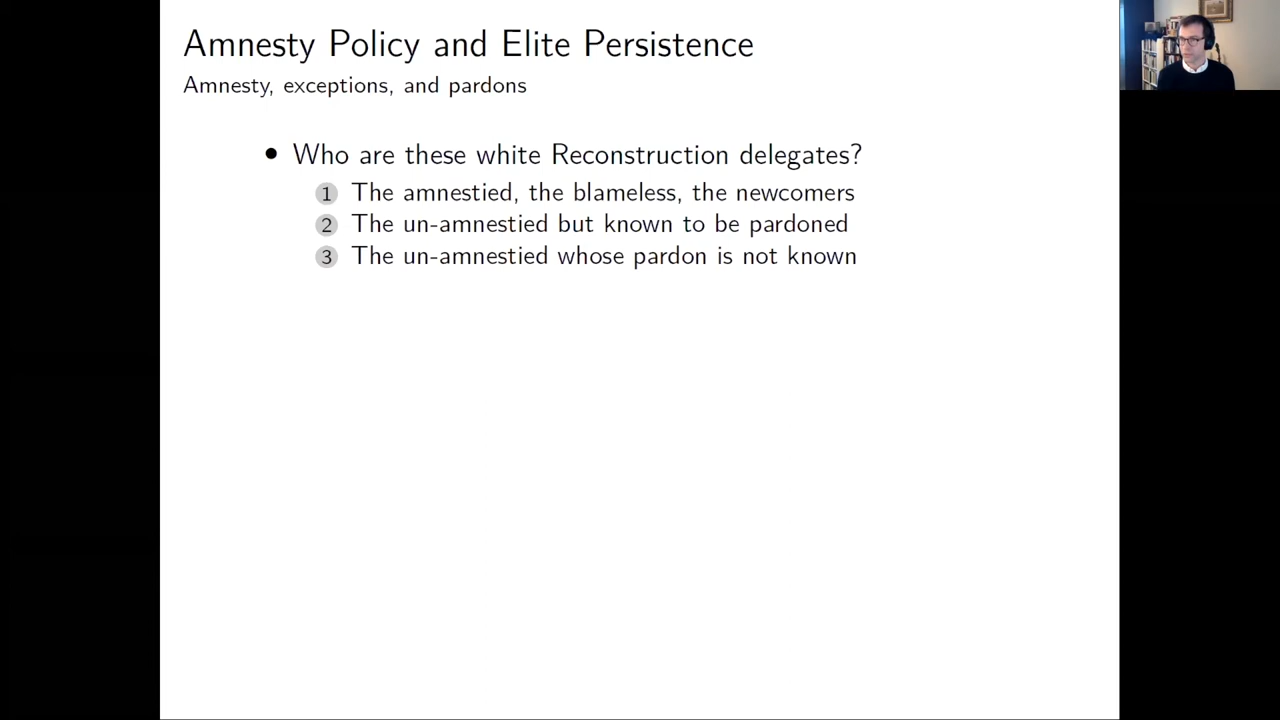 Amnesty Policy and Elite Persistence
Amnesty, exceptions, and pardons
• Who are these white Reconstruction delegates?
1 The amnestied, the blameless, the newcomers
2 The un-amnestied but known to be pardoned
3 The un-amnestied whose pardon is not known